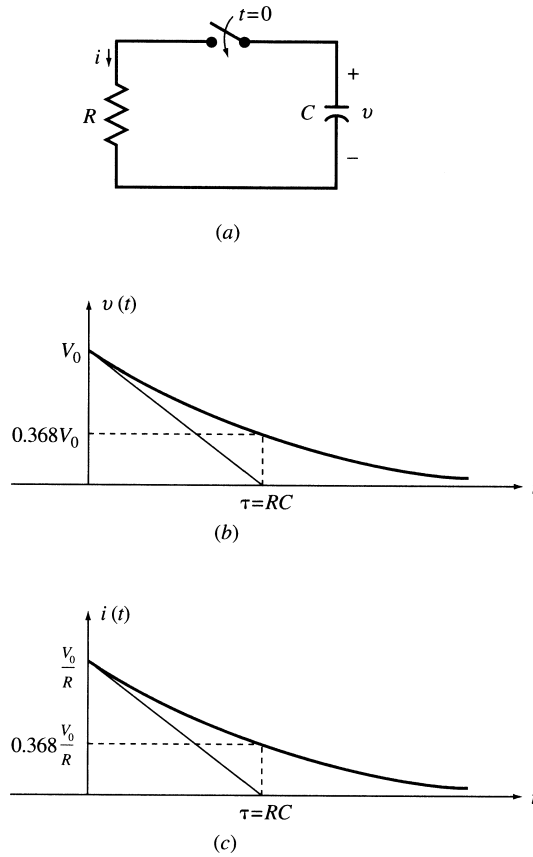 t=0
i
R
C
υ
+
−
(a)
υ (t)
V₀
0.368V₀
τ=RC
(b)
i (t)
V₀/R
0.368 V₀/R
τ=RC
(c)